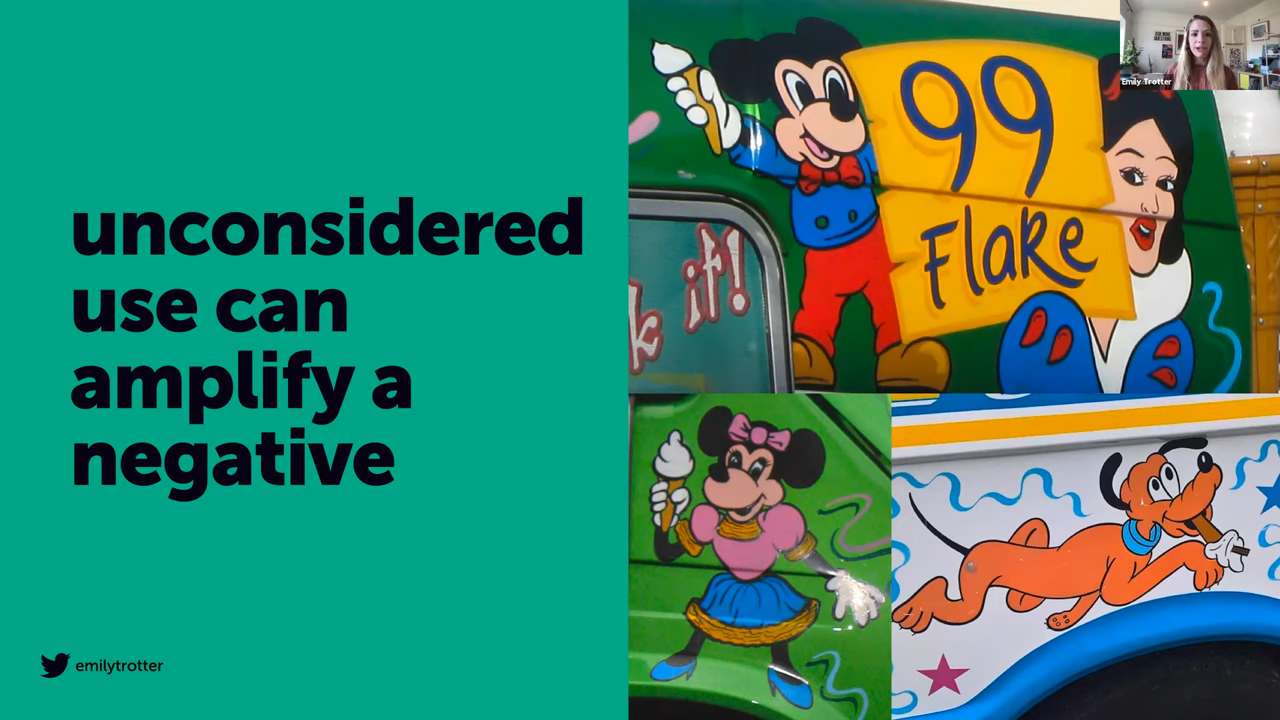 unconsidered
use can
amplify a
negative
emilytrotter
99
Flake
k it!
Emily Trotter